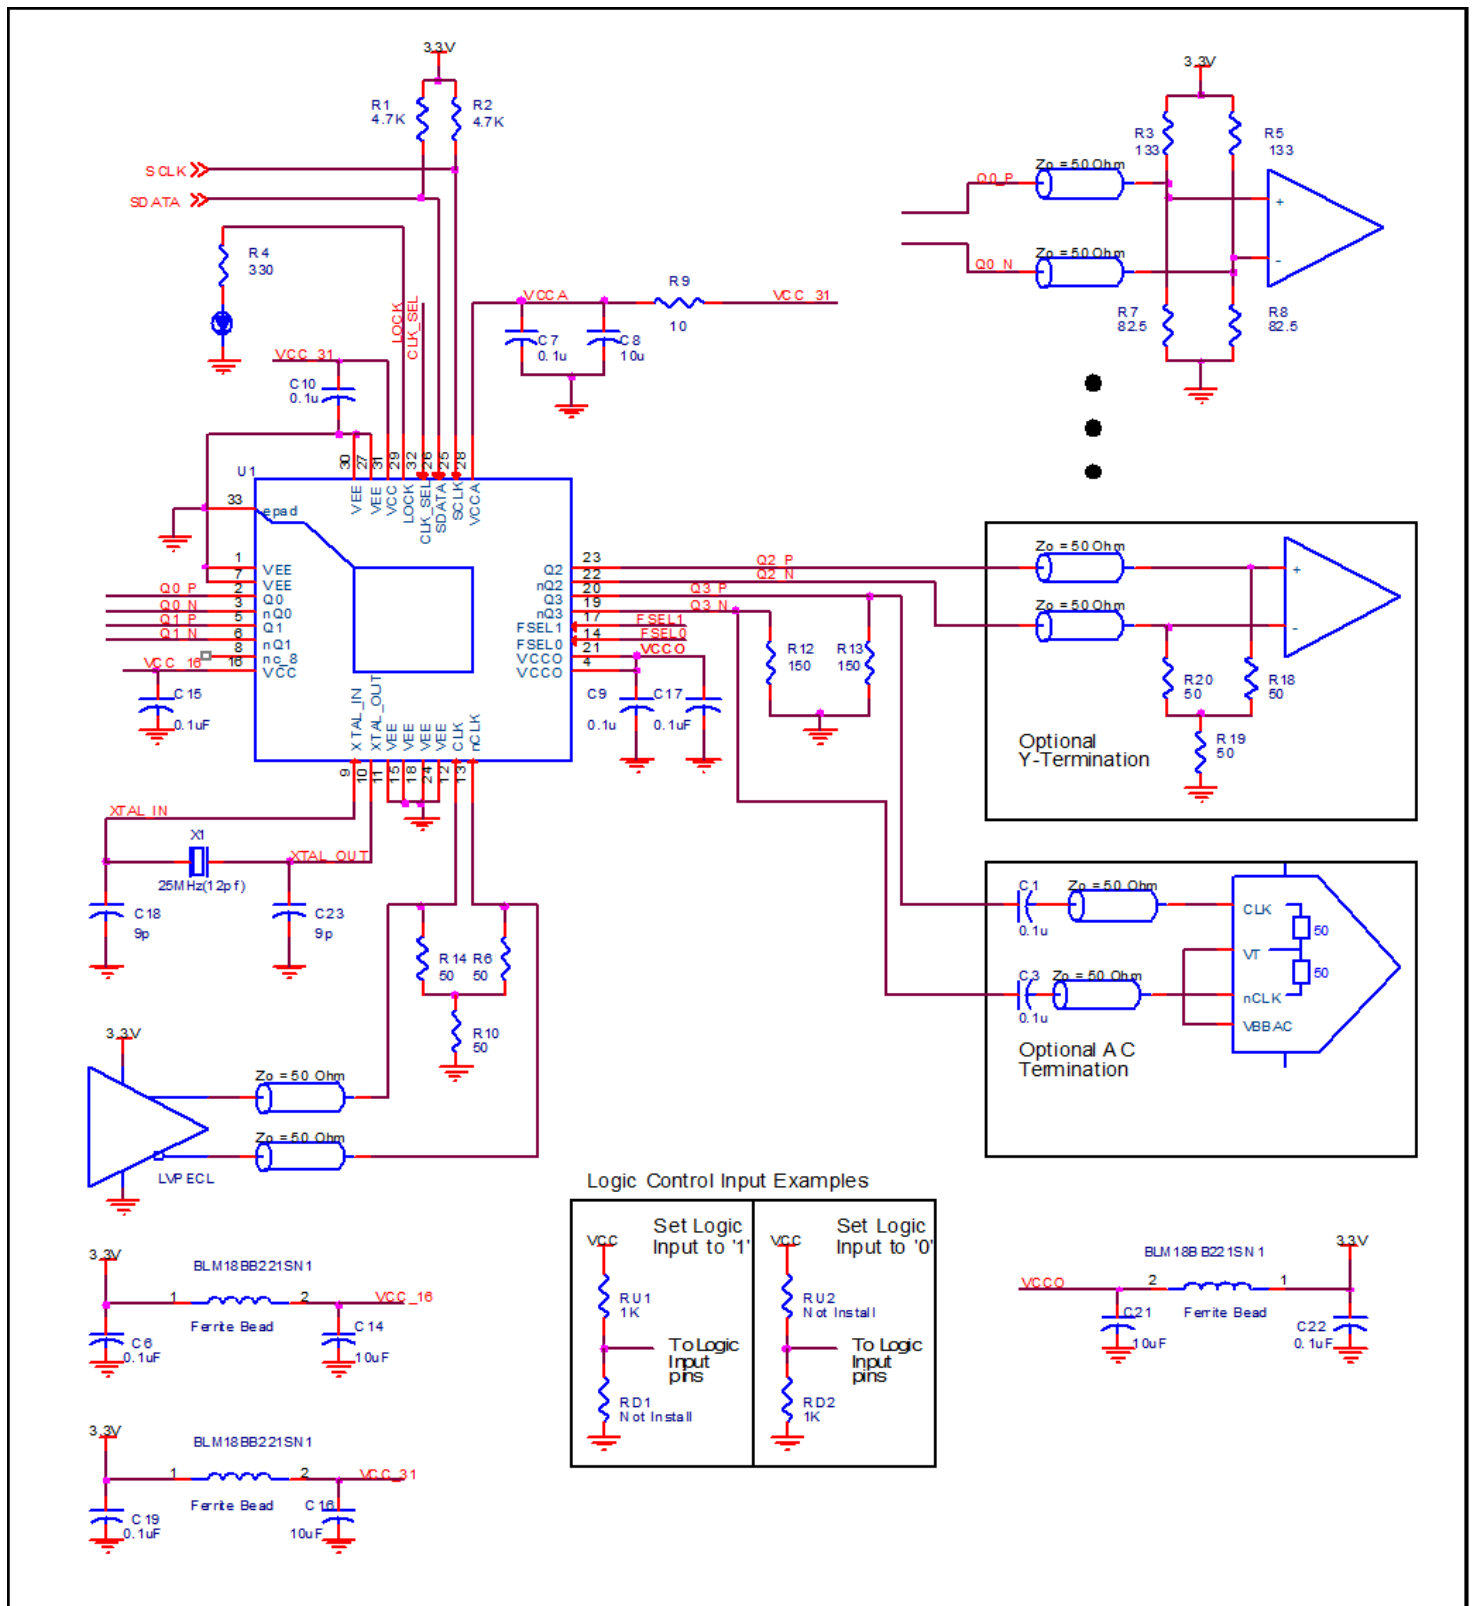 3.3V
R1
4.7K
R2
4.7K
SCLK
SDATA
R4
330
LOCK
CLK_SEL
VCC_31
C10
0.1u
VCCA
R9
10
VCC_31
C7
0.1u
C8
10u
3.3V
R3
133
R5
133
Zo = 50 Ohm
Q0_P
+
-
Zo = 50 Ohm
Q0_N
R7
82.5
R8
82.5
U1
30 27 31 29 32 26 25 28
VEE VEE VCC LOCK CLK_SEL SDATA SCLK VCCA
33 epad
1 VEE
7 VEE
Q0_P 2 Q0
Q0_N 3 nQ0
Q1_P 5 Q1
Q1_N 6 nQ1
8 nc_8
VCC_16 16 VCC
C15
0.1uF
Q2 23 Q2_P
nQ2 22 Q2_N
Q3 20 Q3_P
nQ3 19 Q3_N
FSEL1 17 FSEL1
FSEL0 14 FSEL0
VCCO 21 VCCO
VCCO 4
XTAL_IN XTAL_OUT VEE VEE VEE VEE CLK nCLK
9 10 11 15 18 24 12 13
C9
0.1u
C17
0.1uF
R12
150
R13
150
Zo = 50 Ohm
Zo = 50 Ohm
+
-
R20
50
R18
50
R19
50
Optional
Y-Termination
XTAL_IN
X1
XTAL_OUT
25MHz(12pf)
C18
9p
C23
9p
R14
50
R6
50
R10
50
C1
0.1u
Zo = 50 Ohm
C3
0.1u
Zo = 50 Ohm
CLK
50
VT
50
nCLK
VBBAC
Optional AC
Termination
3.3V
Zo = 50 Ohm
Zo = 50 Ohm
LVPECL
Logic Control Input Examples
Set Logic
Input to '1'
VCC
RU1
1K
To Logic
Input
pins
RD1
Not Install
Set Logic
Input to '0'
VCC
RU2
Not Install
To Logic
Input
pins
RD2
1K
3.3V
BLM18BB221SN1
1 2
VCC_16
Ferrite Bead
C6
0.1uF
C14
10uF
3.3V
BLM18BB221SN1
1 2
VCC_31
Ferrite Bead
C19
0.1uF
C16
10uF
BLM18BB221SN1
3.3V
VCCO
2 1
C21
10uF
Ferrite Bead
C22
0.1uF